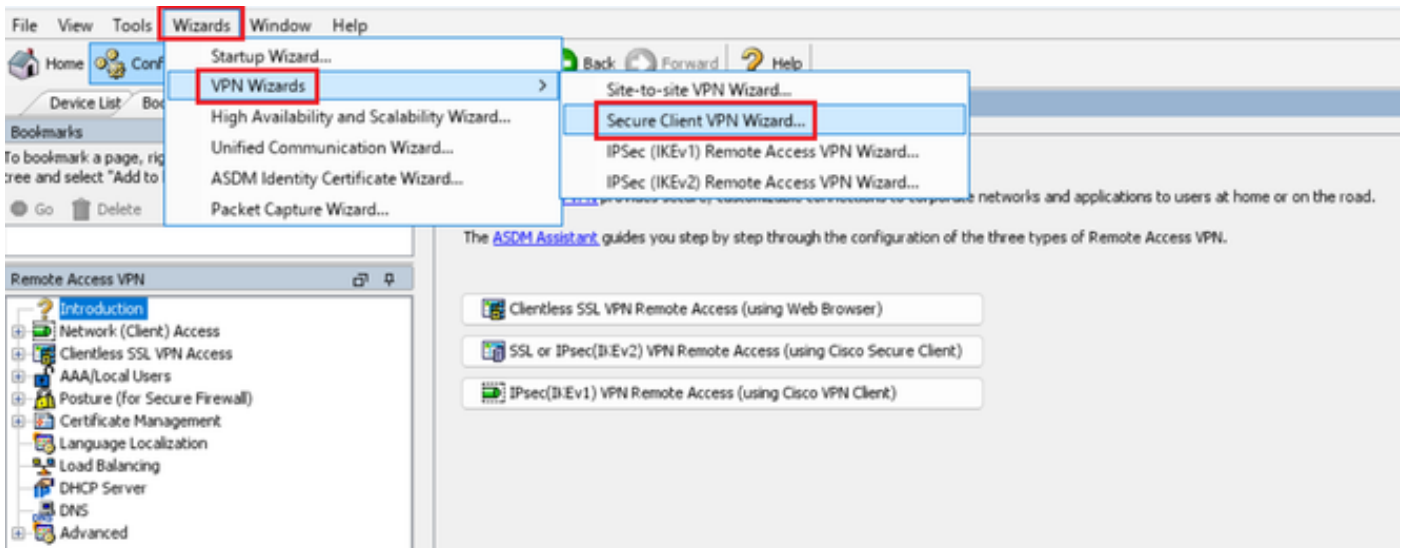 File View Tools Wizards Window Help
Home Conf Back Forward Help
Startup Wizard...
VPN Wizards >
High Availability and Scalability Wizard...
Unified Communication Wizard...
ASDM Identity Certificate Wizard...
Packet Capture Wizard...
Site-to-site VPN Wizard...
Secure Client VPN Wizard...
IPSec (IKEv1) Remote Access VPN Wizard...
IPSec (IKEv2) Remote Access VPN Wizard...
Device List Boo
Bookmarks
To bookmark a page, rig
tree and select "Add to
Go Delete
networks and applications to users at home or on the road.
The ASDM Assistant guides you step by step through the configuration of the three types of Remote Access VPN.
Remote Access VPN
Introduction
Network (Client) Access
Clientless SSL VPN Access
AAA/Local Users
Posture (for Secure Firewall)
Certificate Management
Language Localization
Load Balancing
DHCP Server
DNS
Advanced
Clientless SSL VPN Remote Access (using Web Browser)
SSL or IPsec(IKEv2) VPN Remote Access (using Cisco Secure Client)
IPsec(IKEv1) VPN Remote Access (using Cisco VPN Client)